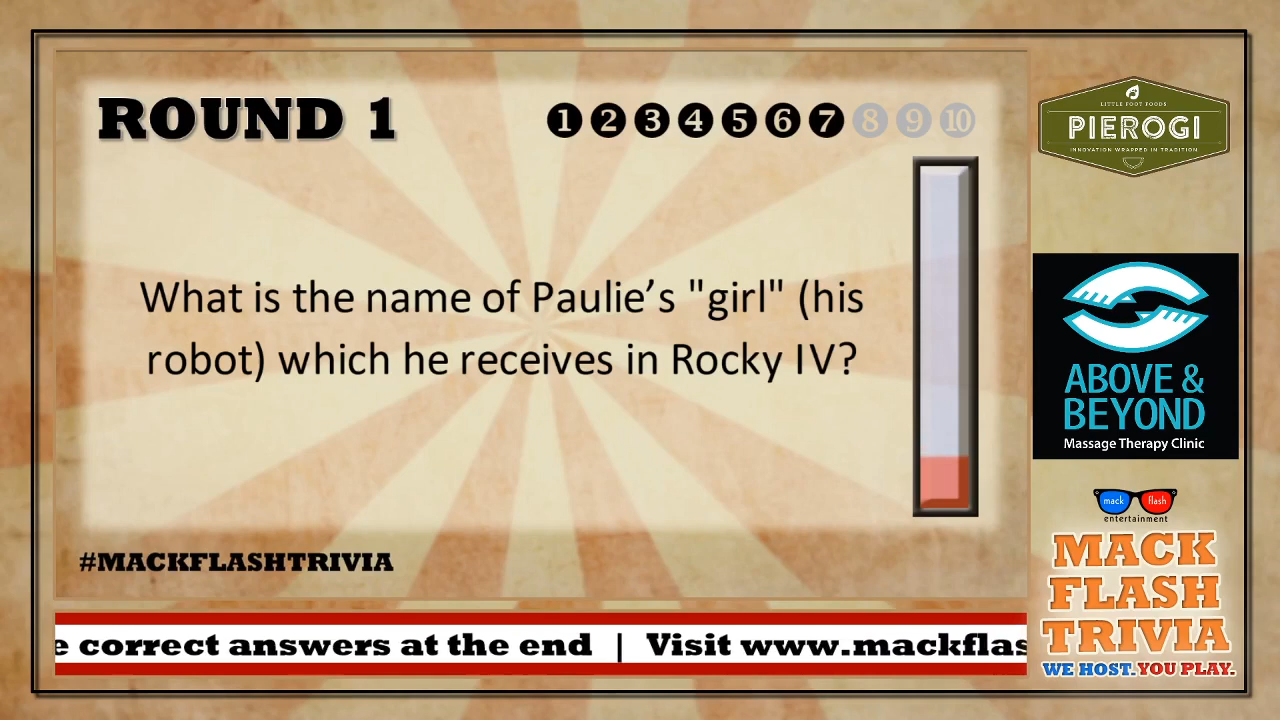 ROUND 1
1 2 3 4 5 6 7 8 9 10
What is the name of Paulie’s "girl" (his
robot) which he receives in Rocky IV?
#MACKFLASHTRIVIA
e correct answers at the end | Visit www.mackflas
LITTLE FOOT FOODS
PIEROGI
INNOVATION WRAPPED IN TRADITION
ABOVE &
BEYOND
Massage Therapy Clinic
mack flash
entertainment
MACK
FLASH
TRIVIA
WE HOST. YOU PLAY.